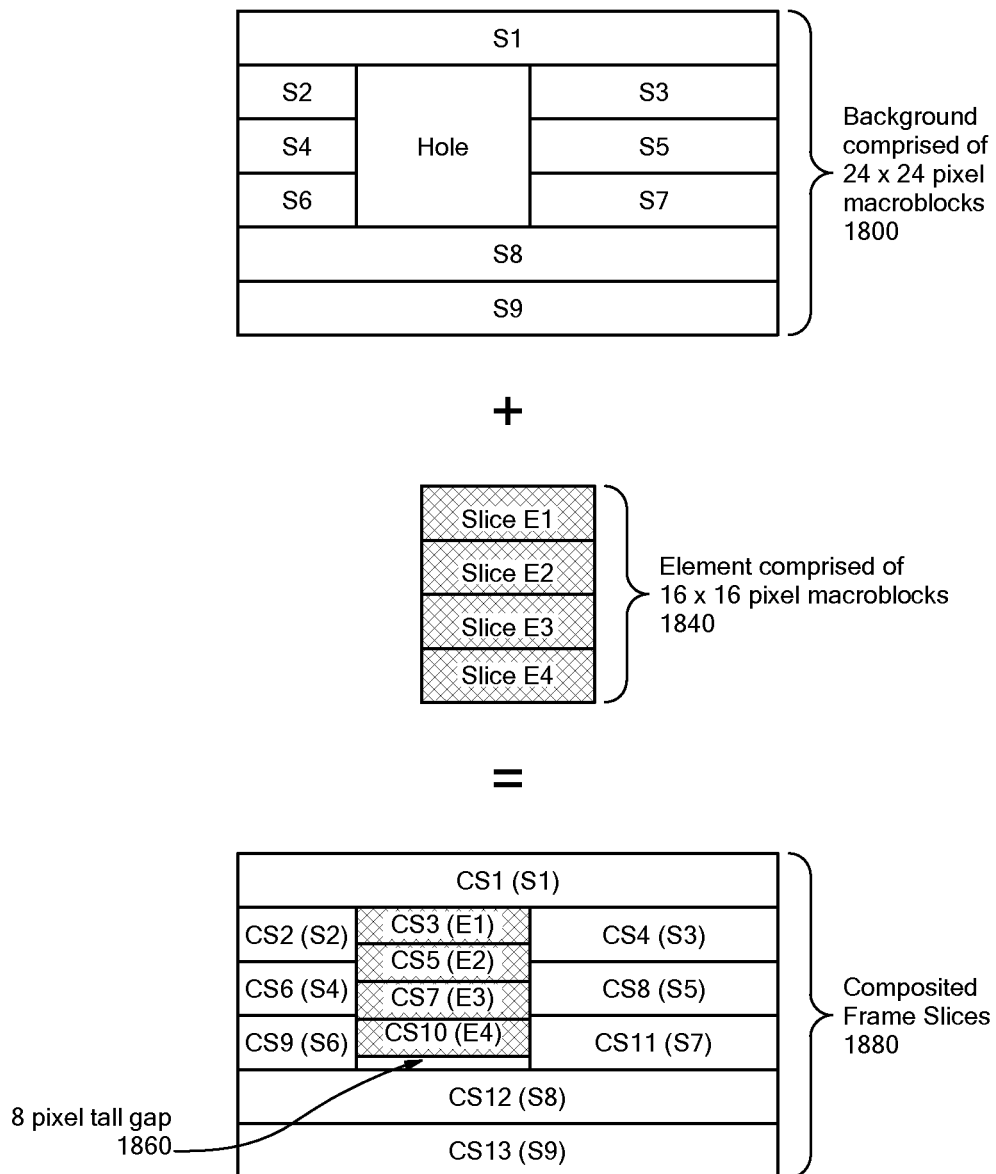 S1
S2
S3
S4
Hole
S5
S6
S7
S8
S9
Background
comprised of
24 x 24 pixel
macroblocks
1800
+
Slice E1
Slice E2
Slice E3
Slice E4
Element comprised of
16 x 16 pixel macroblocks
1840
=
CS1 (S1)
CS2 (S2)
CS3 (E1)
CS4 (S3)
CS5 (E2)
CS6 (S4)
CS7 (E3)
CS8 (S5)
CS9 (S6)
CS10 (E4)
CS11 (S7)
CS12 (S8)
CS13 (S9)
Composited
Frame Slices
1880
8 pixel tall gap
1860